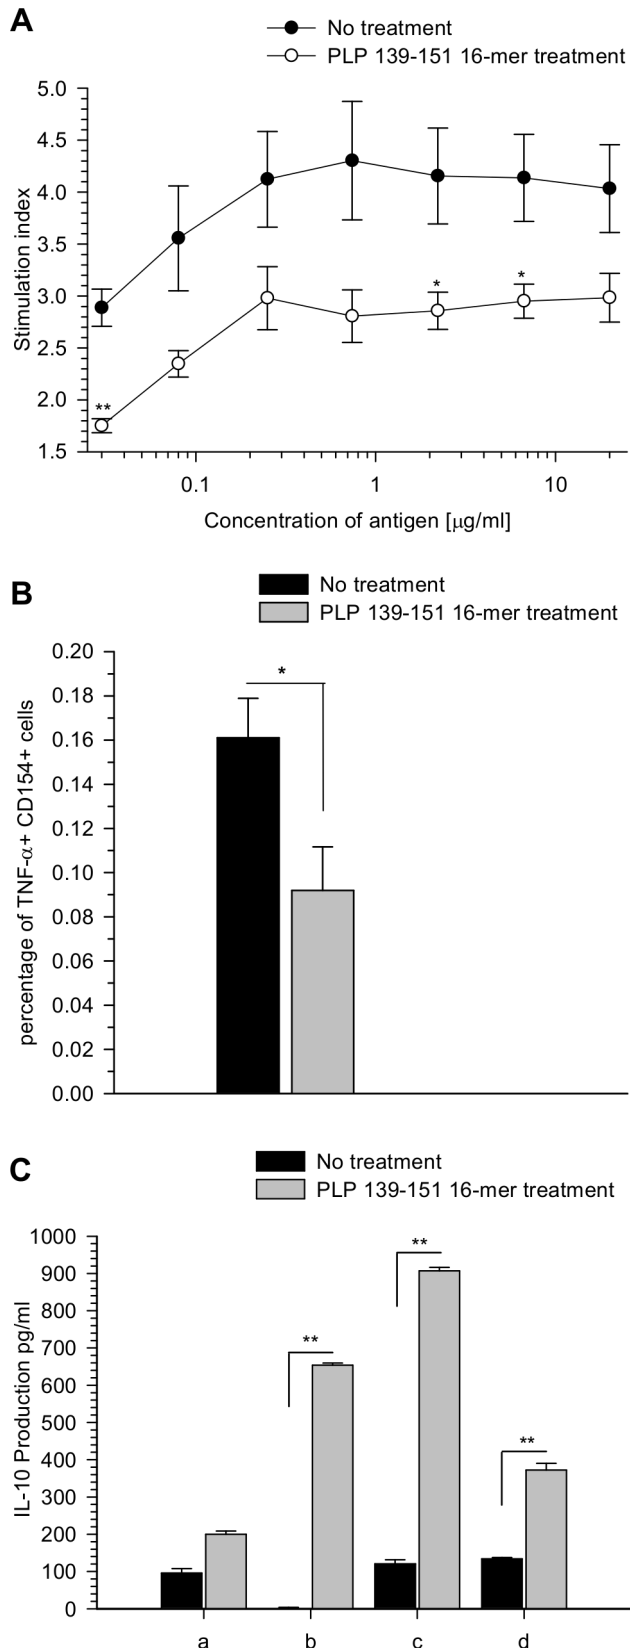 A
No treatment
PLP 139-151 16-mer treatment
5.0
4.5
4.0
3.5
3.0
2.5
2.0
1.5
Stimulation index
**
*
*
0.1
1
10
Concentration of antigen [μg/ml]
B
No treatment
PLP 139-151 16-mer treatment
0.20
0.18
0.16
0.14
0.12
0.10
0.08
0.06
0.04
0.02
0.00
percentage of TNF-α+ CD154+ cells
*
C
No treatment
PLP 139-151 16-mer treatment
1000
900
800
700
600
500
400
300
200
100
0
IL-10 Production pg/ml
**
**
**
a
b
c
d